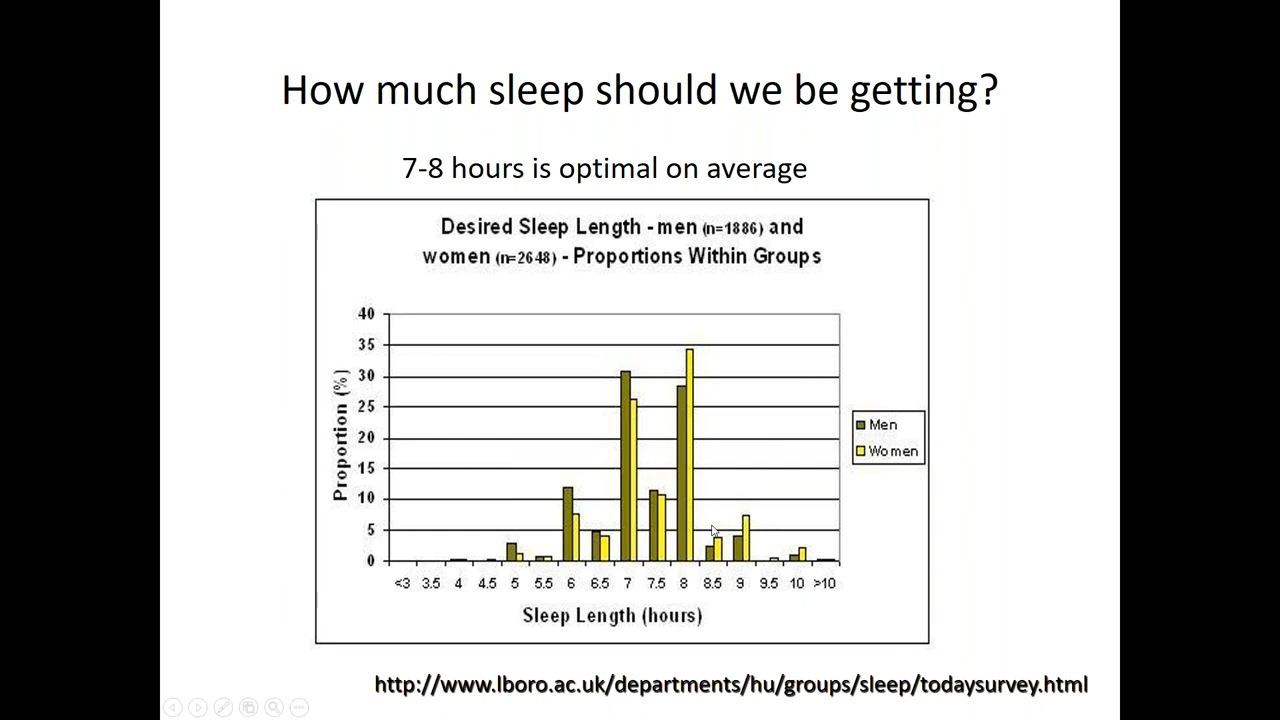 How much sleep should we be getting?
7-8 hours is optimal on average
Desired Sleep Length - men (n=1886) and
women (n=2648) - Proportions Within Groups
40
35
30
25
20
15
10
5
0
Proportion (%)
<3 3.5 4 4.5 5 5.5 6 6.5 7 7.5 8 8.5 9 9.5 10 >10
Sleep Length (hours)
Men
Women
http://www.lboro.ac.uk/departments/hu/groups/sleep/todaysurvey.html